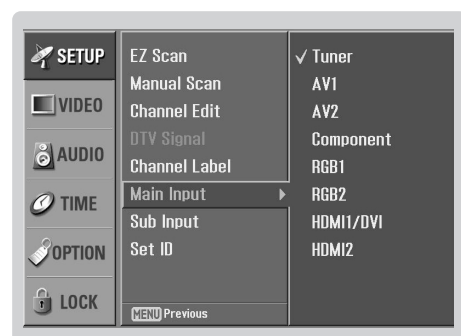 SETUP
VIDEO
AUDIO
TIME
OPTION
LOCK
EZ Scan
Manual Scan
Channel Edit
DTV Signal
Channel Label
Main Input
Sub Input
Set ID
MENU Previous
✓ Tuner
AV1
AV2
Component
RGB1
RGB2
HDMI1/DVI
HDMI2